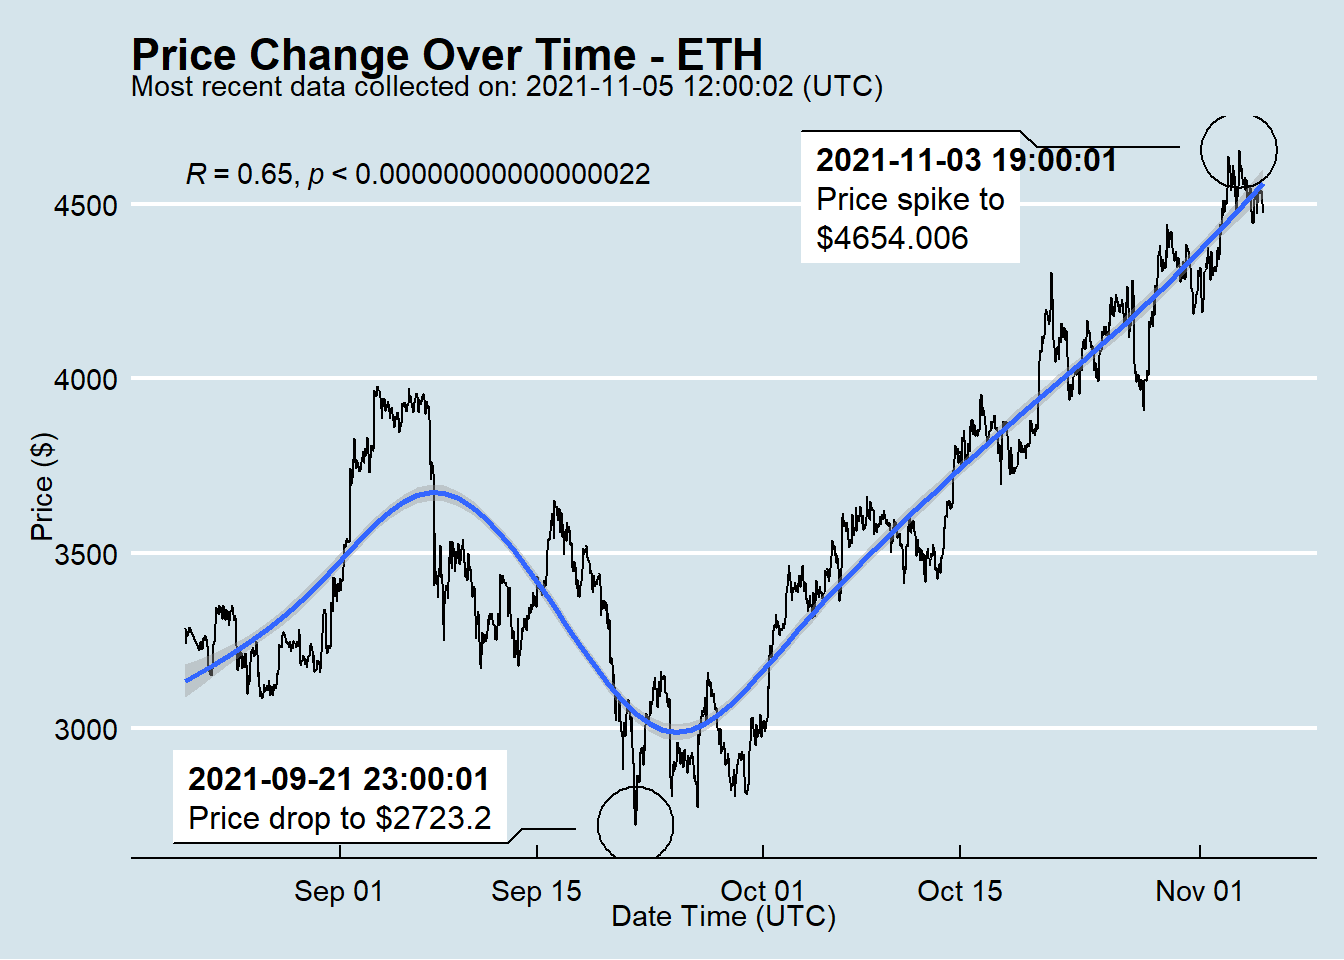 Price Change Over Time - ETH
Most recent data collected on: 2021-11-05 12:00:02 (UTC)
R = 0.65, p < 0.00000000000000022
2021-11-03 19:00:01
Price spike to
$4654.006
4500
4000
3500
3000
Price ($)
2021-09-21 23:00:01
Price drop to $2723.2
Sep 01 Sep 15 Oct 01 Oct 15 Nov 01
Date Time (UTC)